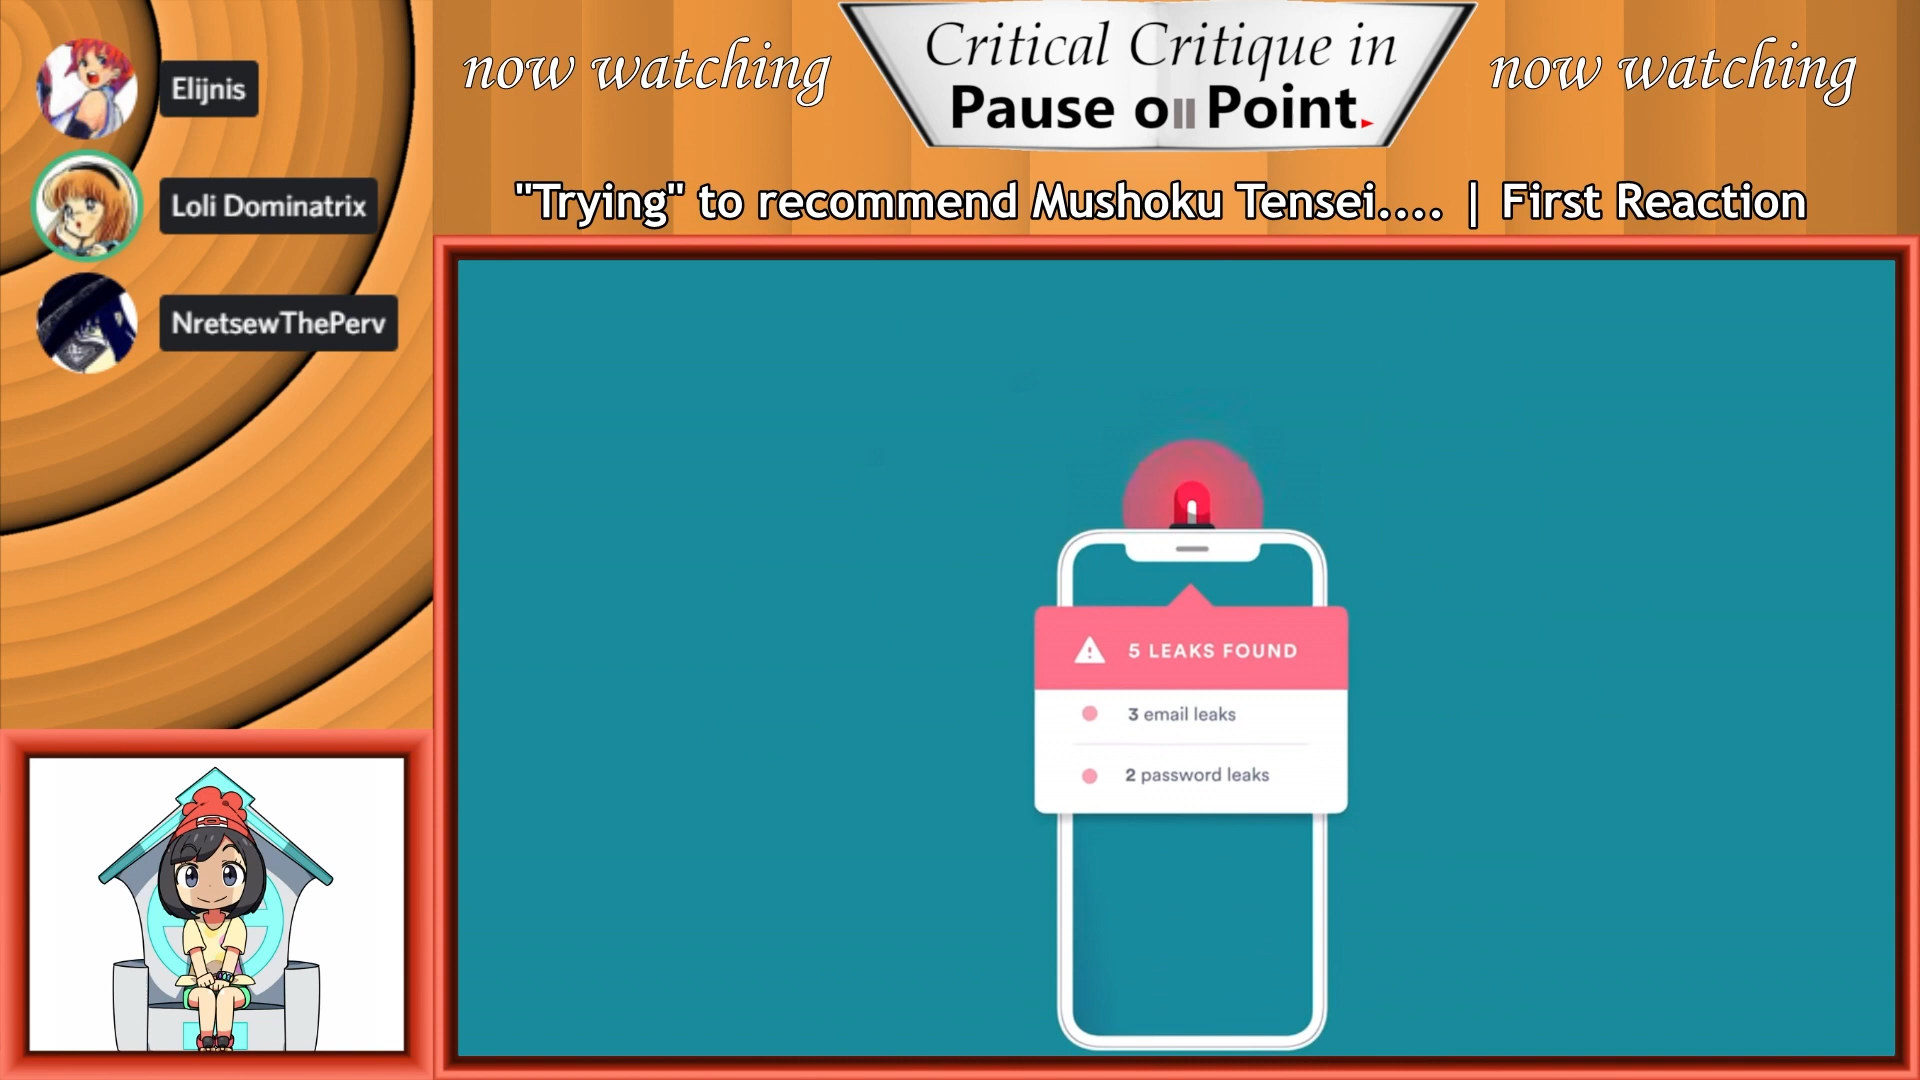 Elijnis
Loli Dominatrix
NretsewThePerv
now watching
Critical Critique in
Pause on Point.
now watching
"Trying" to recommend Mushoku Tensei.... | First Reaction
5 LEAKS FOUND
3 email leaks
2 password leaks